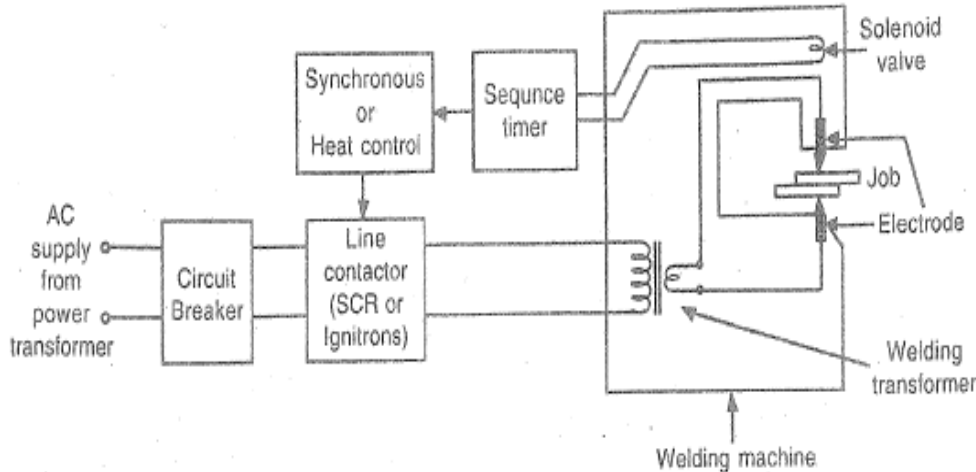 Solenoid
valve
Synchronous
or
Heat control
Sequnce
timer
Job
Electrode
AC
supply
from
power
transformer
Circuit
Breaker
Line
contactor
(SCR or
Ignitrons)
Welding
transformer
Welding machine